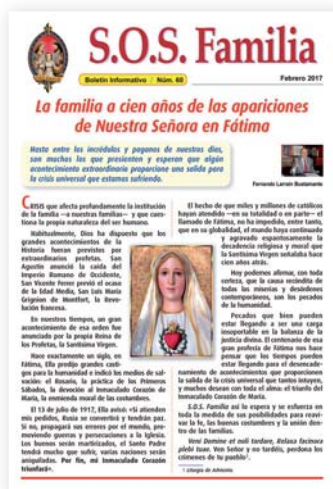 S.O.S. Familia
Boletín Informativo / Núm. 60
Febrero 2017
La familia a cien años de las apariciones
de Nuestra Señora en Fátima
Hasta entre los incrédulos y paganos de nuestros días,
son muchos los que presienten y esperan que algún
acontecimiento extraordinario proporcione una salida para
la crisis universal que estamos sufriendo.
Fernando Larraín Bustamante
CRISIS que afecta profundamente la institución
de la familia –a nuestras familias– y que cues-
tiona la propia naturaleza del ser humano.
Habitualmente, Dios ha dispuesto que los
grandes acontecimientos de la
Historia fueran previstos por
extraordinarios profetas. San
Agustín anunció la caída del
Imperio Romano de Occidente,
San Vicente Ferrer previó el ocaso
de la Edad Media, San Luis María
Grignion de Montfort, la Revo-
lución francesa.
En nuestros tiempos, un gran
acontecimiento de esa orden fue
anunciado por la propia Reina de
los Profetas, la Santísima Virgen.
Hace exactamente un siglo, en
Fátima, Ella predijo grandes casti-
gos para la humanidad e indicó los medios de sal-
vación: el Rosario, la práctica de los Primeros
Sábados, la devoción al Inmaculado Corazón de
María, la enmienda moral de las costumbres.
El 13 de julio de 1917, Ella avisó: «Si atienden
mis pedidos, Rusia se convertirá y tendrán paz.
Si no, propagará sus errores por el mundo, pro-
moviendo guerras y persecuciones a la Iglesia.
Los buenos serán martirizados, el Santo Padre
tendrá mucho que sufrir, varias naciones serán
aniquiladas. Por fin, mi Inmaculado Corazón
triunfará».
El hecho de que miles y millones de católicos
hayan atendido –en su totalidad o en parte– el
llamado de Fátima, no ha impedido, entre tanto,
que en su globalidad, el mundo haya continuado
y agravado espantosamente la
decadencia religiosa y moral que
la Santísima Virgen señalaba hace
cien años atrás.
Hoy podemos afirmar, con toda
certeza, que la causa recóndita de
todas las miserias y desórdenes
contemporáneos, son los pecados
de la humanidad.
Pecados que bien pueden
estar llegando a ser una carga
insoportable en la balanza de la
justicia divina. El centenario de esa
gran profecía de Fátima nos hace
pensar que los tiempos pueden
estar llegando para el desencade-
namiento de acontecimientos que proporcionen
la salida de la crisis universal que tantos intuyen,
y muchos desean con toda el alma: el triunfo del
Inmaculado Corazón de María.
S.O.S. Familia así lo espera y se esfuerza en
toda la medida de sus posibilidades para reavi-
var la fe, las buenas costumbres y la unión den-
tro de las familias.
Veni Domine et noli tardare, Relaxa facinora
plebi tuae. Ven Señor y no tardéis, perdona los
crímenes de tu pueblo¹.
1 Liturgia de Adviento